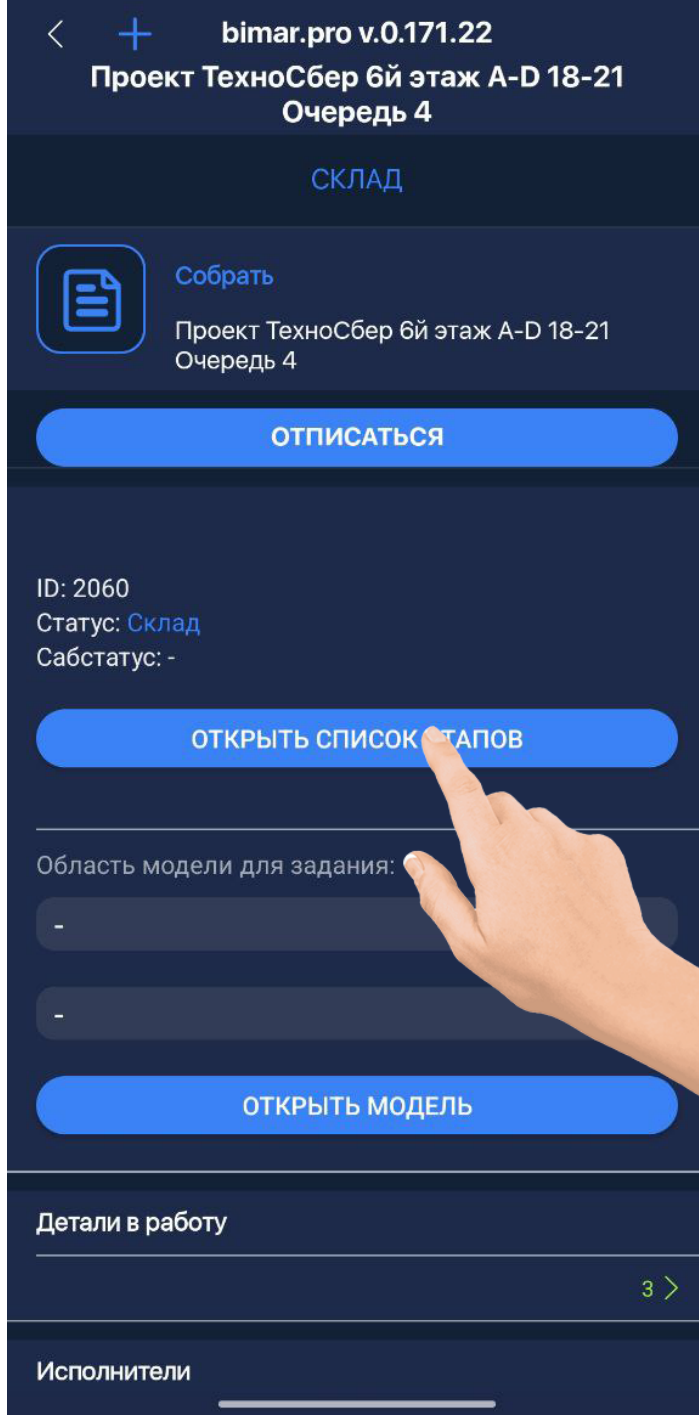 bimar.pro v.0.171.22
Проект ТехноСбер 6й этаж A-D 18-21
Очередь 4
СКЛАД
Собрать
Проект ТехноСбер 6й этаж A-D 18-21
Очередь 4
ОТПИСАТЬСЯ
ID: 2060
Статус: Склад
Сабстатус: -
ОТКРЫТЬ СПИСОК ЭТАПОВ
Область модели для задания:
-
-
ОТКРЫТЬ МОДЕЛЬ
Детали в работу
3
Исполнители